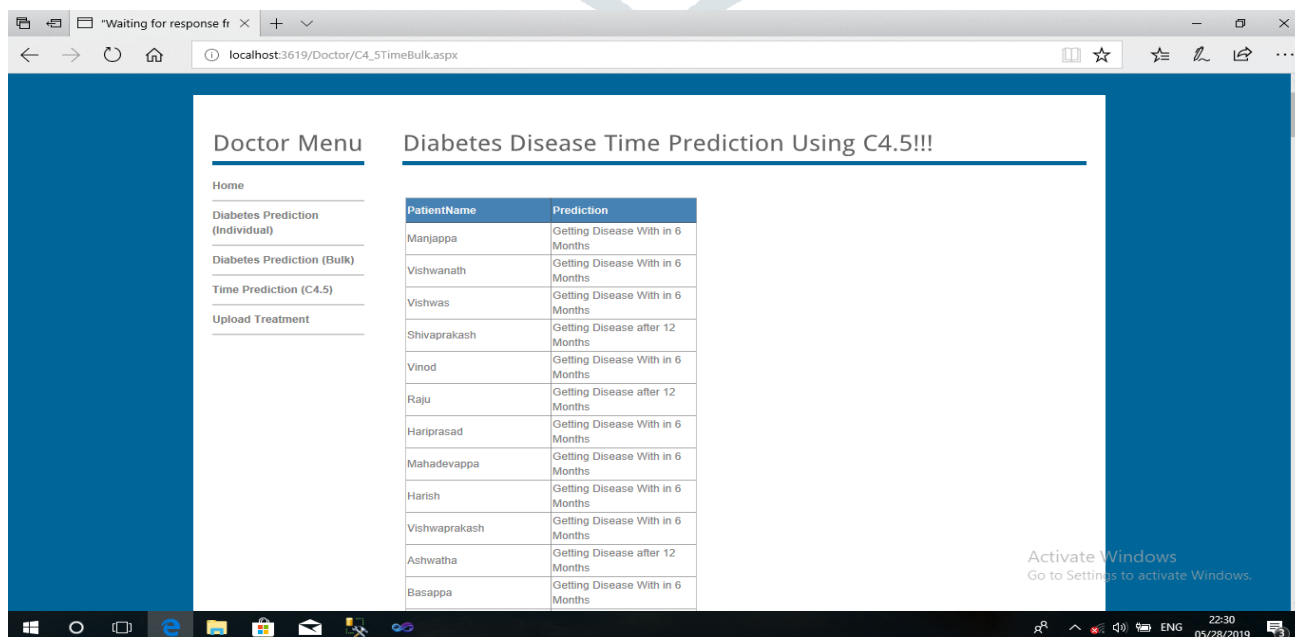 "Waiting for response fr
localhost:3619/Doctor/C4_5TimeBulk.aspx
Doctor Menu
Home
Diabetes Prediction
(Individual)
Diabetes Prediction (Bulk)
Time Prediction (C4.5)
Upload Treatment
Diabetes Disease Time Prediction Using C4.5!!!
PatientName Prediction
Manjappa Getting Disease With in 6
Months
Vishwanath Getting Disease With in 6
Months
Vishwas Getting Disease With in 6
Months
Shivaprakash Getting Disease after 12
Months
Vinod Getting Disease With in 6
Months
Raju Getting Disease after 12
Months
Hariprasad Getting Disease With in 6
Months
Mahadevappa Getting Disease With in 6
Months
Harish Getting Disease With in 6
Months
Vishwaprakash Getting Disease With in 6
Months
Ashwatha Getting Disease after 12
Months
Basappa Getting Disease With in 6
Months
Activate Windows
Go to Settings to activate Windows.
ENG
22:30
05/28/2019
3